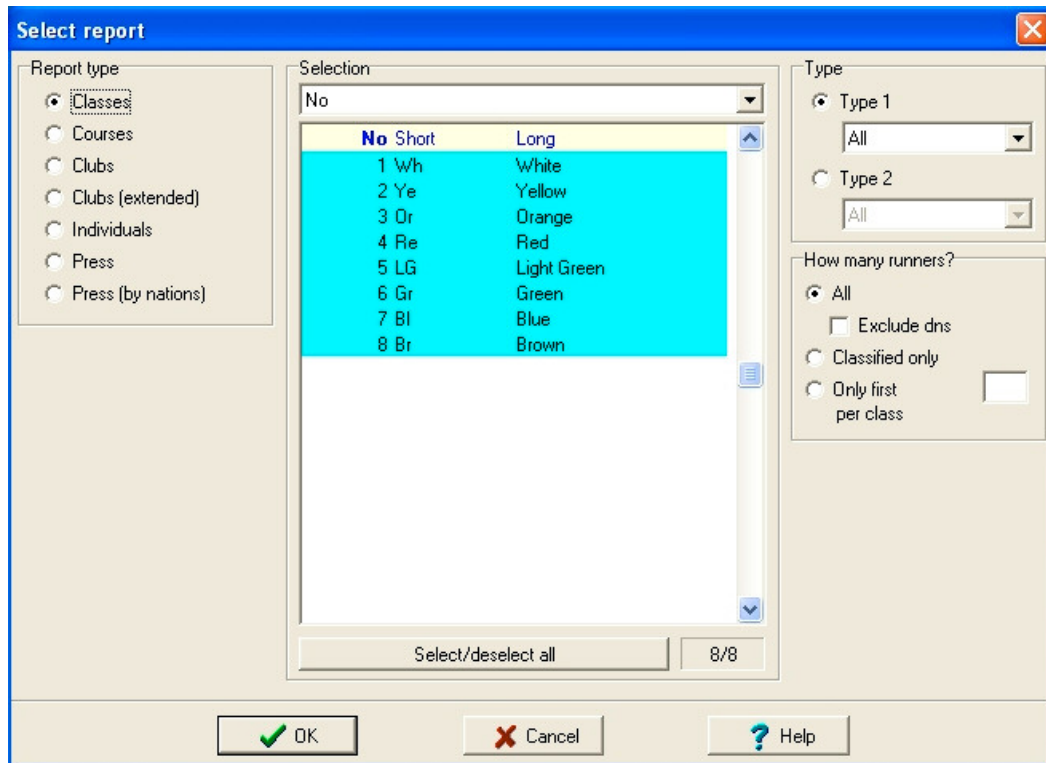 Select report
Report type
Classes
Courses
Clubs
Clubs (extended)
Individuals
Press
Press (by nations)
Selection
No
No Short Long
1 Wh White
2 Ye Yellow
3 Or Orange
4 Re Red
5 LG Light Green
6 Gr Green
7 Bl Blue
8 Br Brown
Select/deselect all 8/8
Type
Type 1
All
Type 2
All
How many runners?
All
Exclude dns
Classified only
Only first
per class
OK Cancel Help